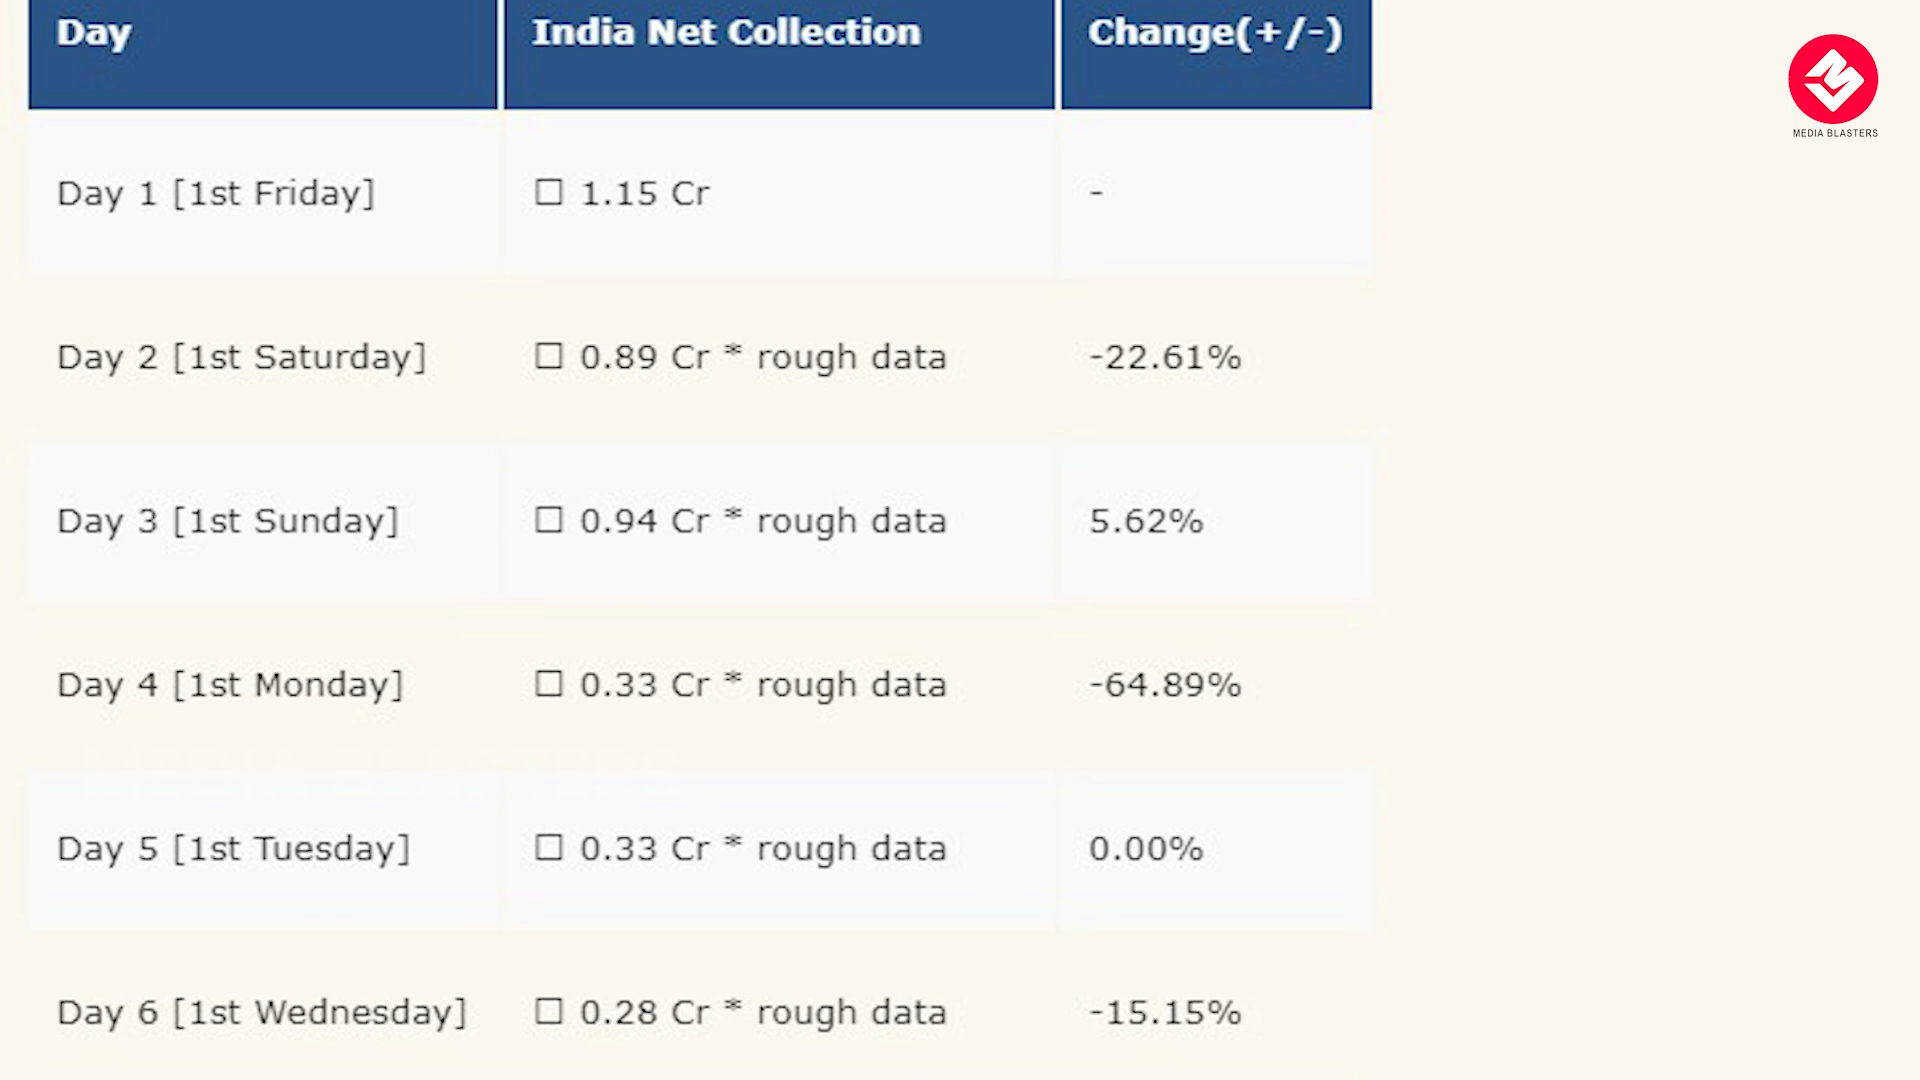 Day India Net Collection Change(+/-)
MEDIA BLASTERS
Day 1 [1st Friday] □ 1.15 Cr -
Day 2 [1st Saturday] □ 0.89 Cr * rough data -22.61%
Day 3 [1st Sunday] □ 0.94 Cr * rough data 5.62%
Day 4 [1st Monday] □ 0.33 Cr * rough data -64.89%
Day 5 [1st Tuesday] □ 0.33 Cr * rough data 0.00%
Day 6 [1st Wednesday] □ 0.28 Cr * rough data -15.15%